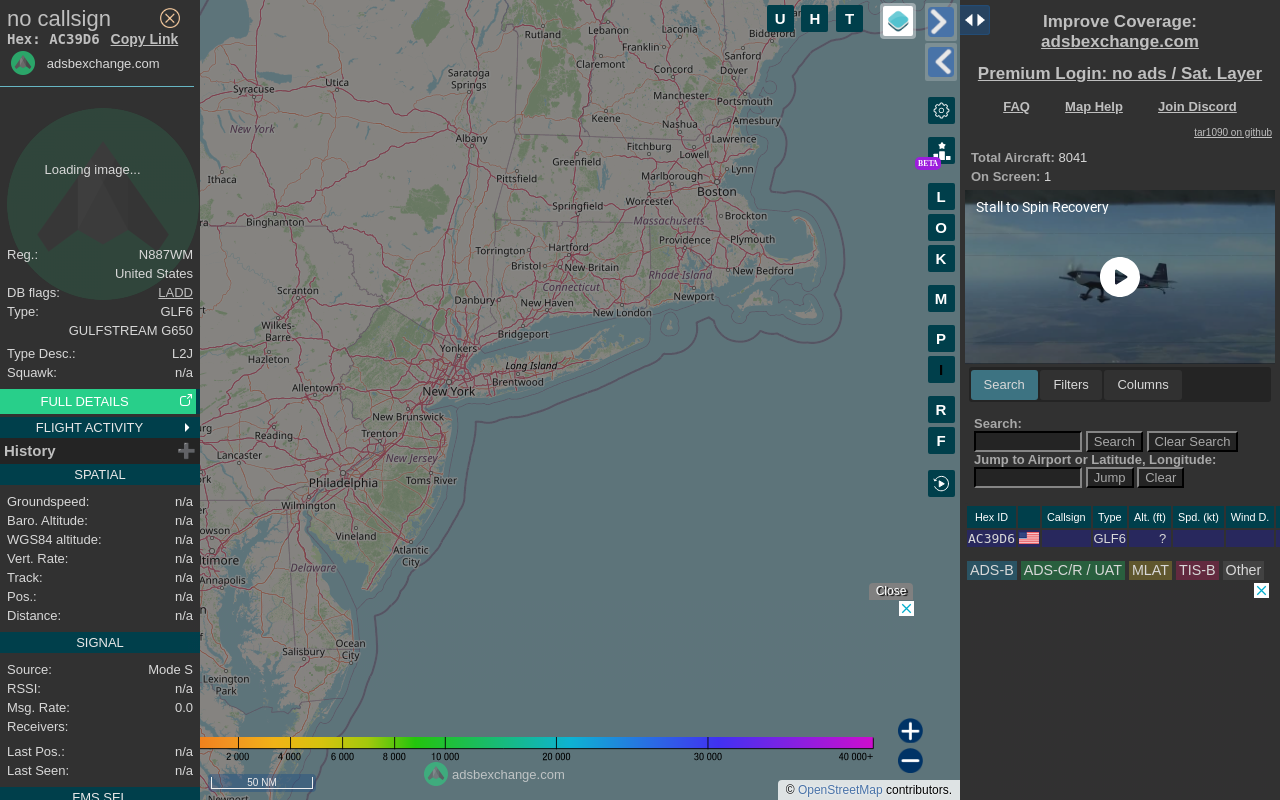 no callsign
Hex: AC39D6 Copy Link
adsbexchange.com
Loading image...
Reg.: N887WM
United States
DB flags: LADD
Type: GLF6
GULFSTREAM G650
Type Desc.: L2J
Squawk: n/a
FULL DETAILS
FLIGHT ACTIVITY
History
SPATIAL
Groundspeed: n/a
Baro. Altitude: n/a
WGS84 altitude: n/a
Vert. Rate: n/a
Track: n/a
Pos.: n/a
Distance: n/a
SIGNAL
Source: Mode S
RSSI: n/a
Msg. Rate: 0.0
Receivers:
Last Pos.: n/a
Last Seen: n/a
FMS SEL
U H T
Rutland
Lebanon
Laconia
Biddeford
Franklin
Sanford
Claremont
Concord
Dover
Saratoga
Springs
Utica
Syracuse
Manchester
Portsmouth
Keene
Nashua
Amesbury
New York
Albany
Lawrence
Fitchburg
Lowell
Greenfield
Lynn
Ithaca
Pittsfield
Marlborough
Boston
Worcester
Springfield
Massachusetts
Brockton
Binghamton
Providence
Plymouth
Torrington
Hartford
Bristol
New Britain
Rhode Island
New Bedford
Connecticut
Newport
Scranton
Danbury
New Haven
New London
Wilkes-
Barre
Bridgeport
Yonkers
Hazleton
Long Island
Brentwood
Allentown
New York
New Brunswick
Reading
Trenton
Lancaster
New Jersey
Toms River
Philadelphia
Wilmington
Vineland
Atlantic
City
Annapolis
Delaware
Ocean
City
Salisbury
Lexington
Park
BETA
L
O
K
M
P
I
R
F
Close
2 000 4 000 6 000 8 000 10 000 20 000 30 000 40 000+
adsbexchange.com
50 NM
© OpenStreetMap contributors.
Improve Coverage:
adsbexchange.com
Premium Login: no ads / Sat. Layer
FAQ Map Help Join Discord
tar1090 on github
Total Aircraft: 8041
On Screen: 1
Stall to Spin Recovery
Search Filters Columns
Search:
Search Clear Search
Jump to Airport or Latitude, Longitude:
Jump Clear
Hex ID Callsign Type Alt. (ft) Spd. (kt) Wind D.
AC39D6 GLF6 ?
ADS-B ADS-C/R / UAT MLAT TIS-B Other